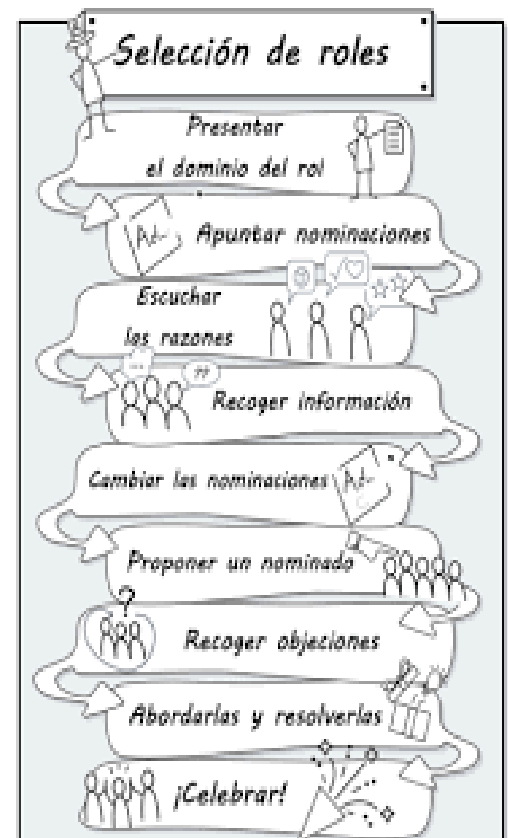 Selección de roles
Presentar
el dominio del rol
Apuntar nominaciones
Escuchar
las razones
Recoger información
Cambiar las nominaciones
Proponer un nominado
Recoger objeciones
Abordarlas y resolverlas
¡Celebrar!